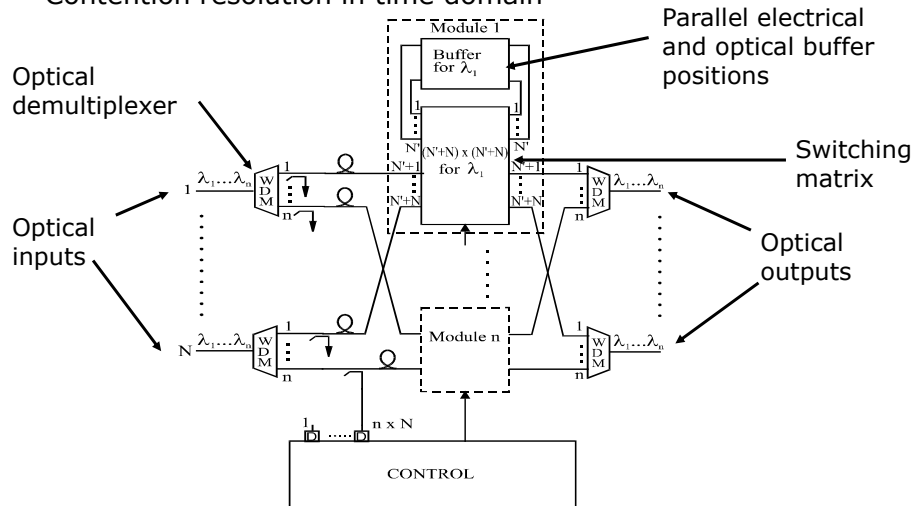 Contention resolution in time domain
Module 1
Buffer
for λ₁
Parallel electrical
and optical buffer
positions
Optical
demultiplexer
1
1
N'
N'
(N'+N) x (N'+N)
for λ₁
Switching
matrix
N'+1
N'+1
N'+N
N'+N
1 λ₁...λₙ
WDM
1
n
1
n
WDM
λ₁...λₙ
Optical
inputs
Optical
outputs
N λ₁...λₙ
WDM
1
n
Module n
1
n
WDM
λ₁...λₙ
1
D
D
n x N
CONTROL